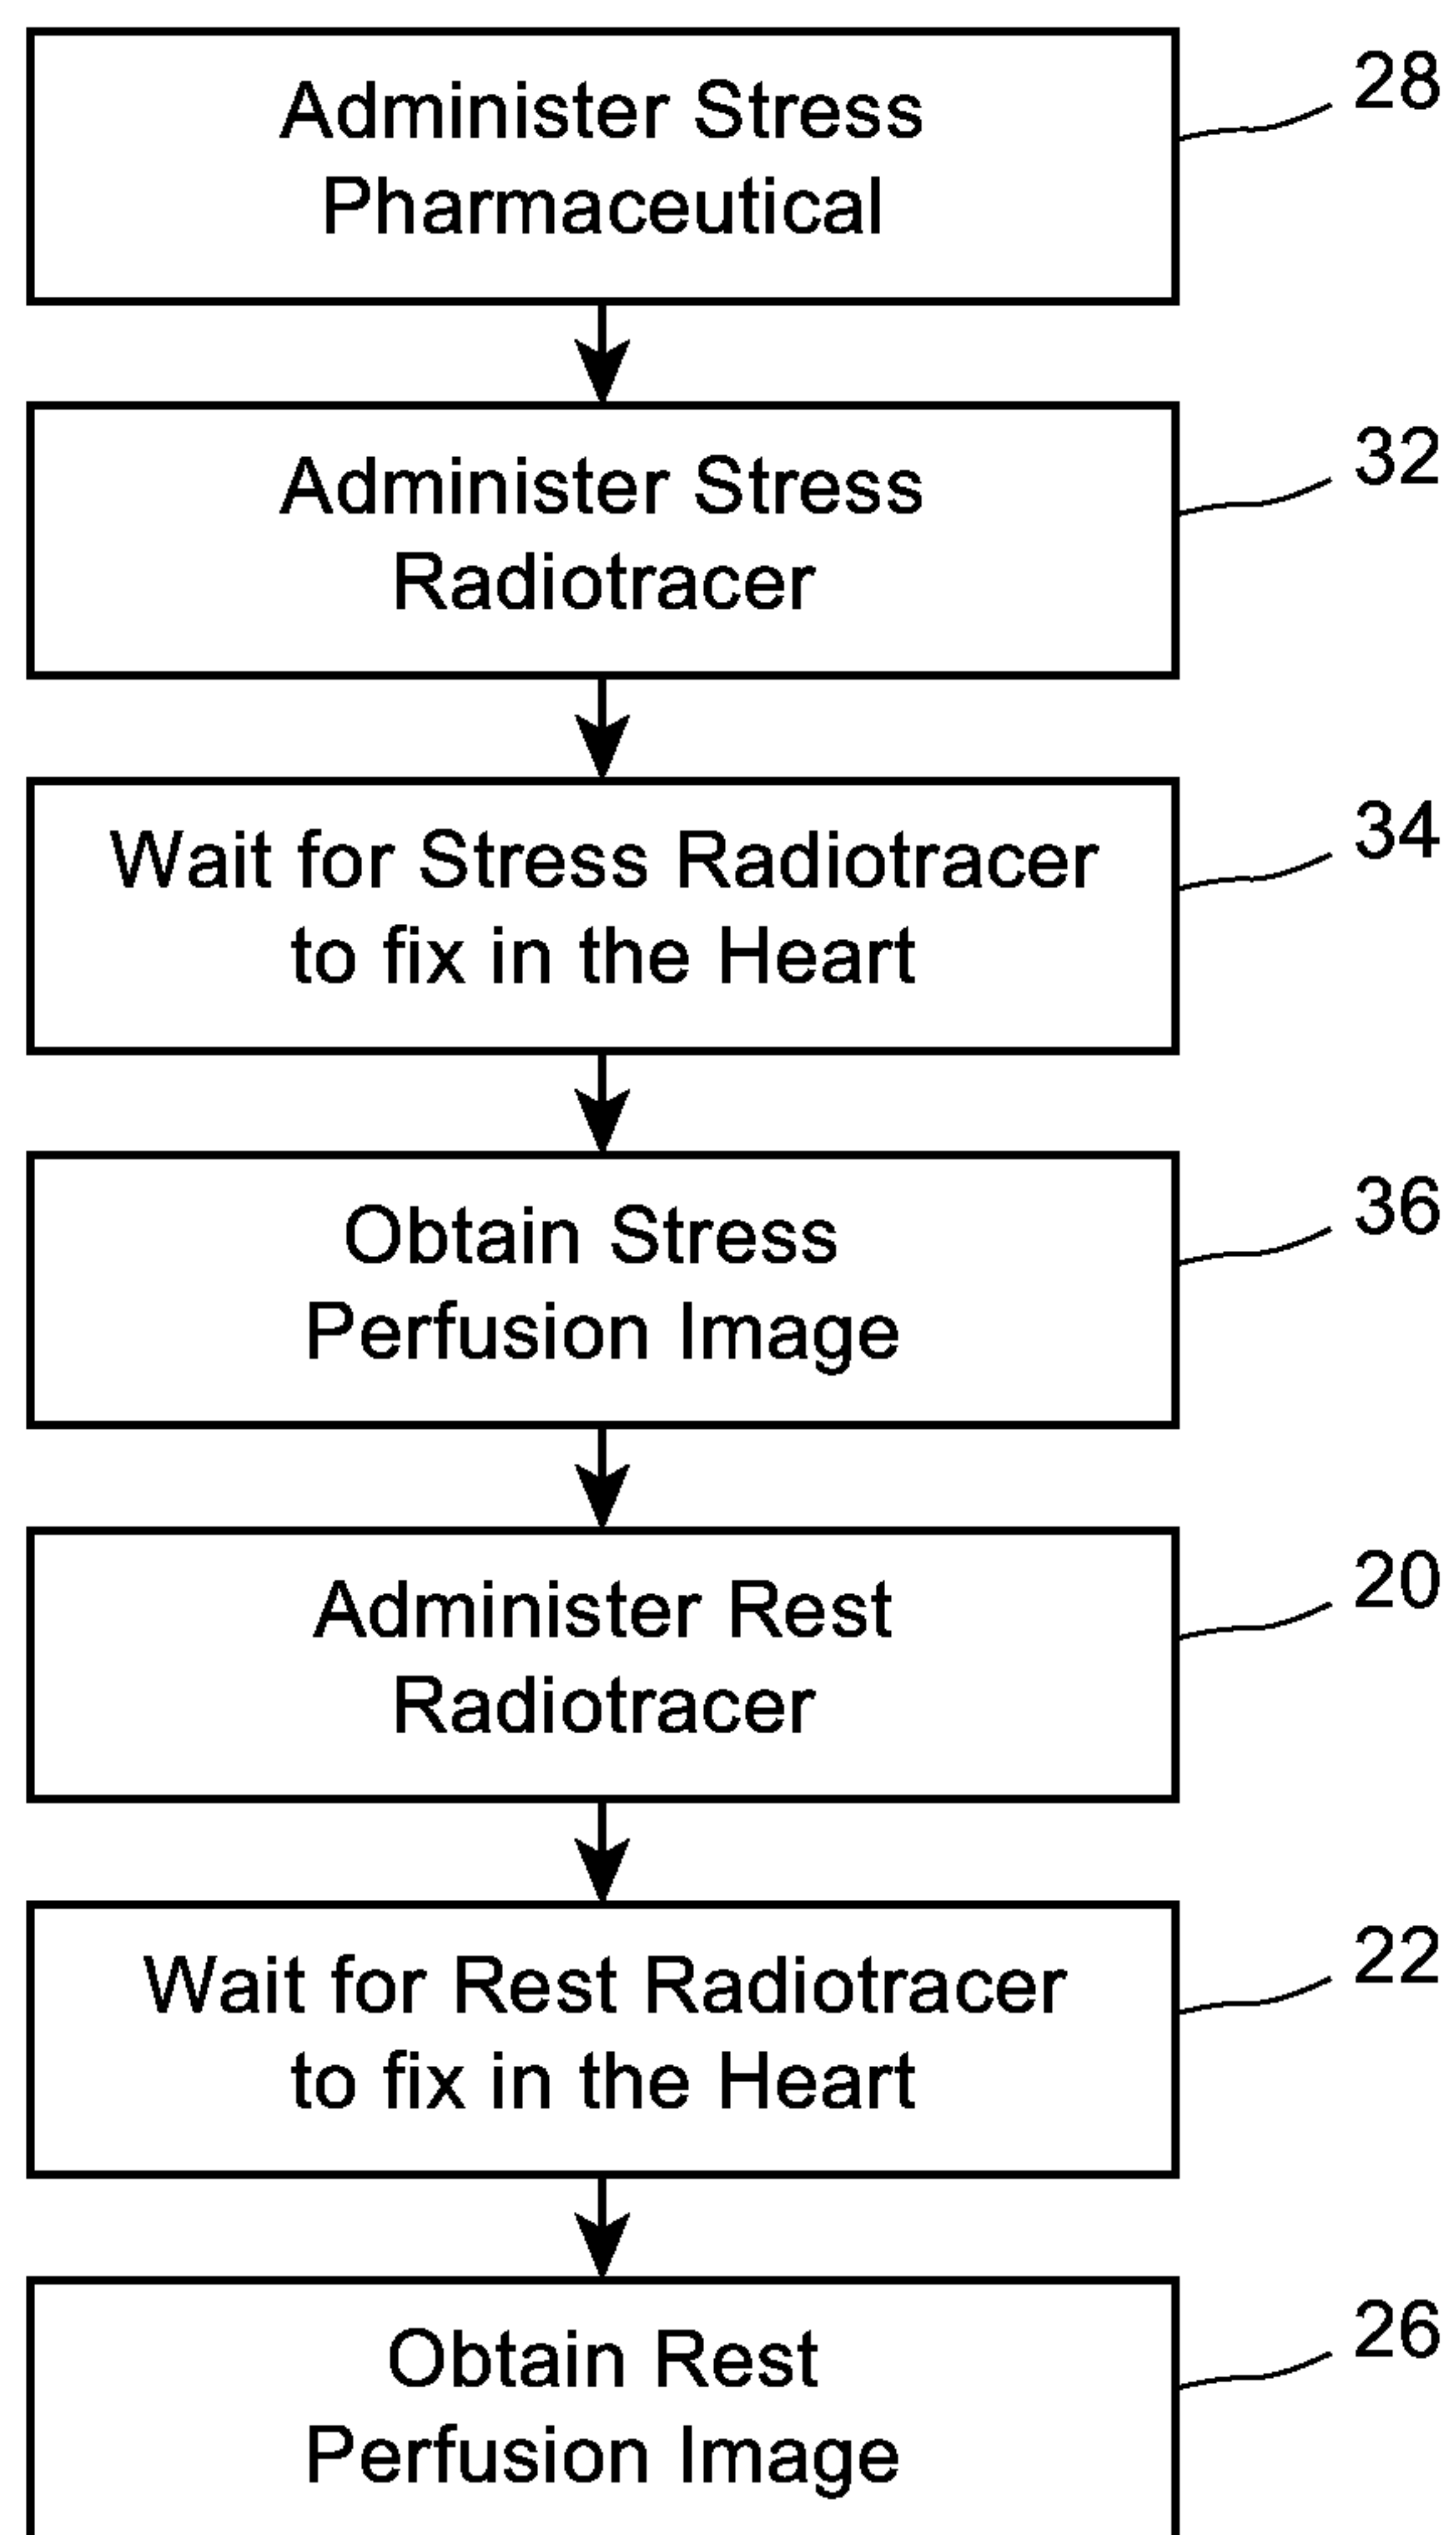 Administer Stress
Pharmaceutical
28
Administer Stress
Radiotracer
32
Wait for Stress Radiotracer
to fix in the Heart
34
Obtain Stress
Perfusion Image
36
Administer Rest
Radiotracer
20
Wait for Rest Radiotracer
to fix in the Heart
22
Obtain Rest
Perfusion Image
26